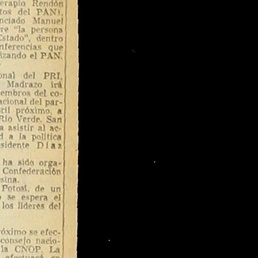 erapio Rendón
tos del PAN),
nciado Manuel
re "la persona
Estado", dentro
nferencias que
izando el PAN.
onal del PRI,
Madrazo irá
embros del co-
acional del par-
ril próximo, a
Río Verde, San
a asistir al ac-
d a la política
sidente Díaz
ha sido orga-
Confederación
sina.
Potosí, de un
o se espera el
los líderes del
róximo se efec-
consejo nacio-
la CNOP. La